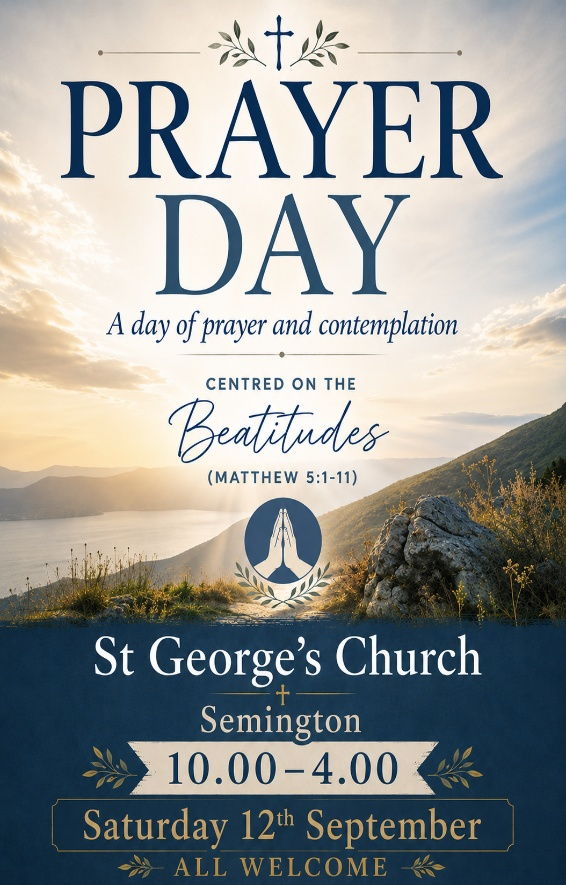 PRAYER
DAY
A day of prayer and contemplation
CENTRED ON THE
Beatitudes
(MATTHEW 5:1-11)
St George's Church
Semington
10.00–4.00
Saturday 12th September
ALL WELCOME